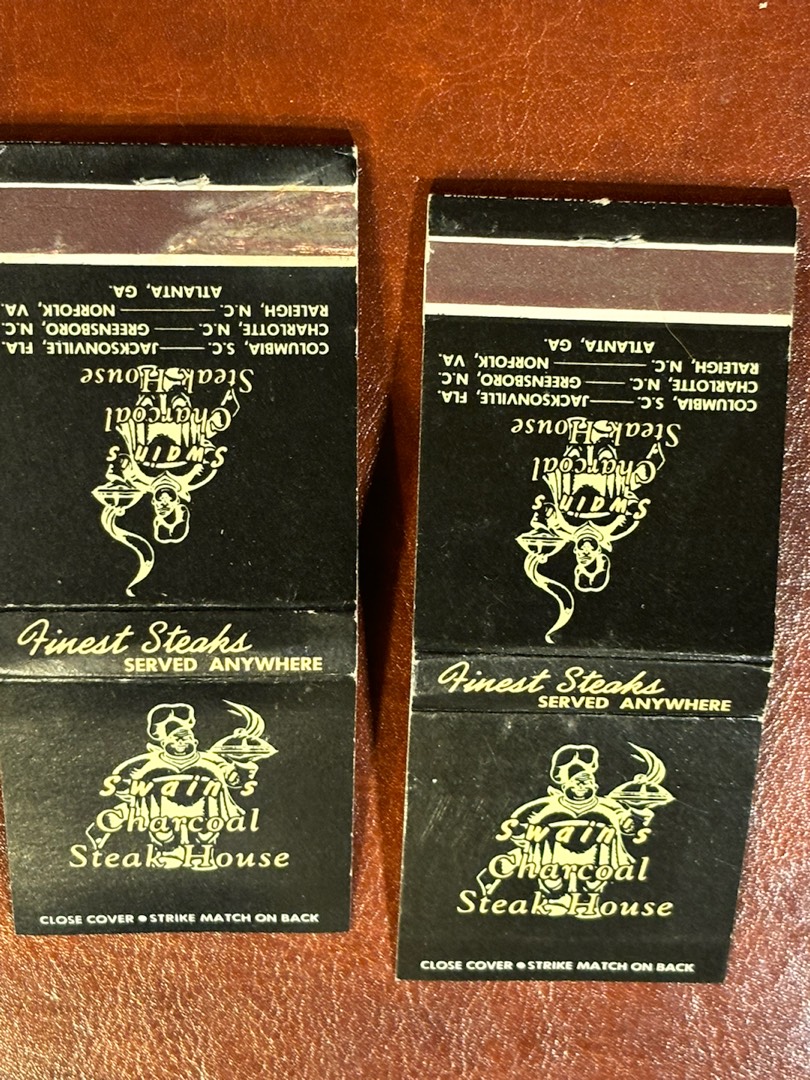 ATLANTA, GA.
RALEIGH, N.C. NORFOLK, VA.
CHARLOTTE, N.C. GREENSBORO, N.C.
COLUMBIA, S.C. JACKSONVILLE, FLA.
Steak House
Charcoal
Swain's
Finest Steaks
SERVED ANYWHERE
Swain's
Charcoal
Steak House
CLOSE COVER • STRIKE MATCH ON BACK
ATLANTA, GA.
RALEIGH, N.C. NORFOLK, VA.
CHARLOTTE, N.C. GREENSBORO, N.C.
COLUMBIA, S.C. JACKSONVILLE, FLA.
Steak House
Charcoal
Swain's
Finest Steaks
SERVED ANYWHERE
Swain's
Charcoal
Steak House
CLOSE COVER • STRIKE MATCH ON BACK